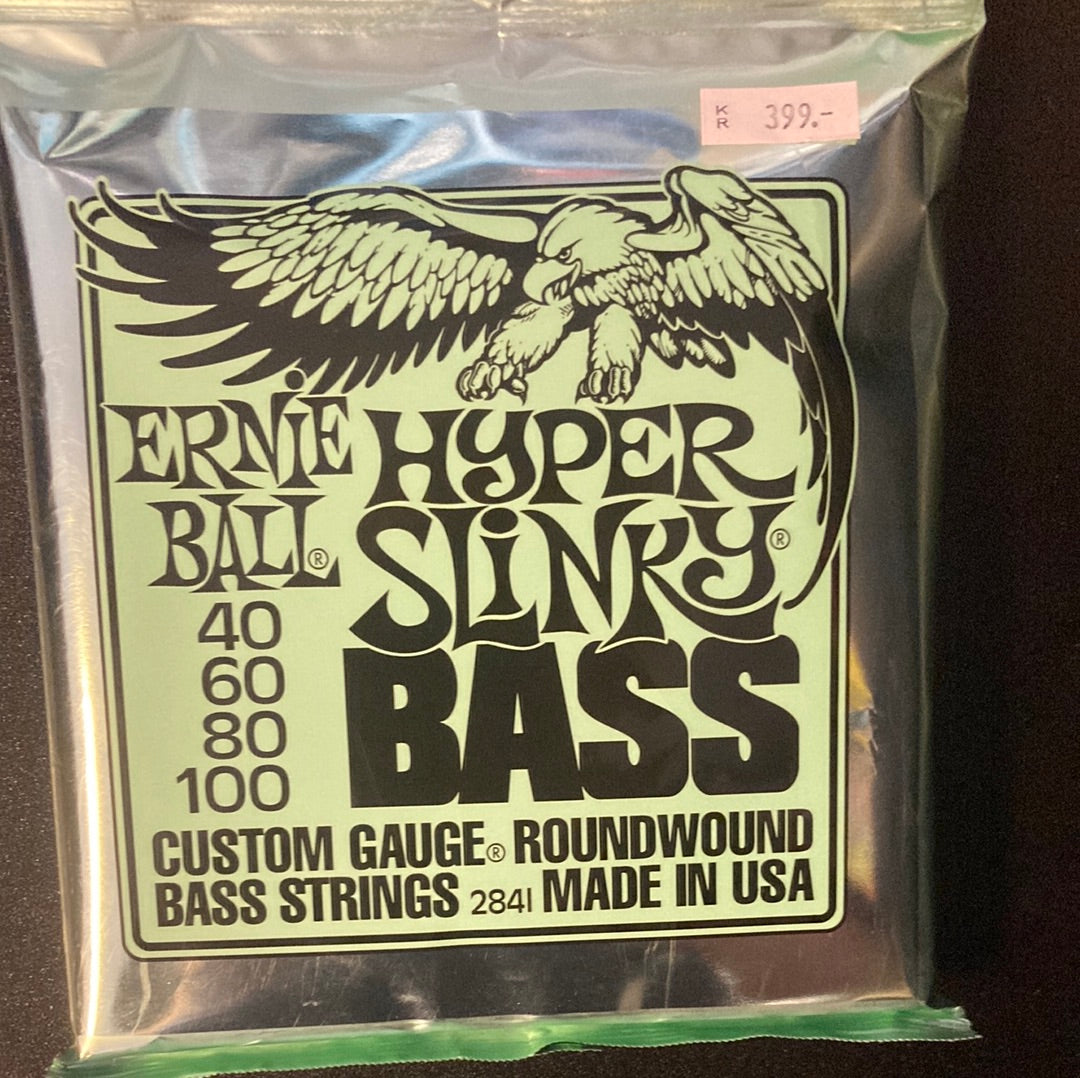 KR 399.-
ERNiE
BALL®
HYPER
SLiNKY®
BASS
40
60
80
100
CUSTOM GAUGE® ROUNDWOUND
BASS STRINGS 2841 MADE IN USA